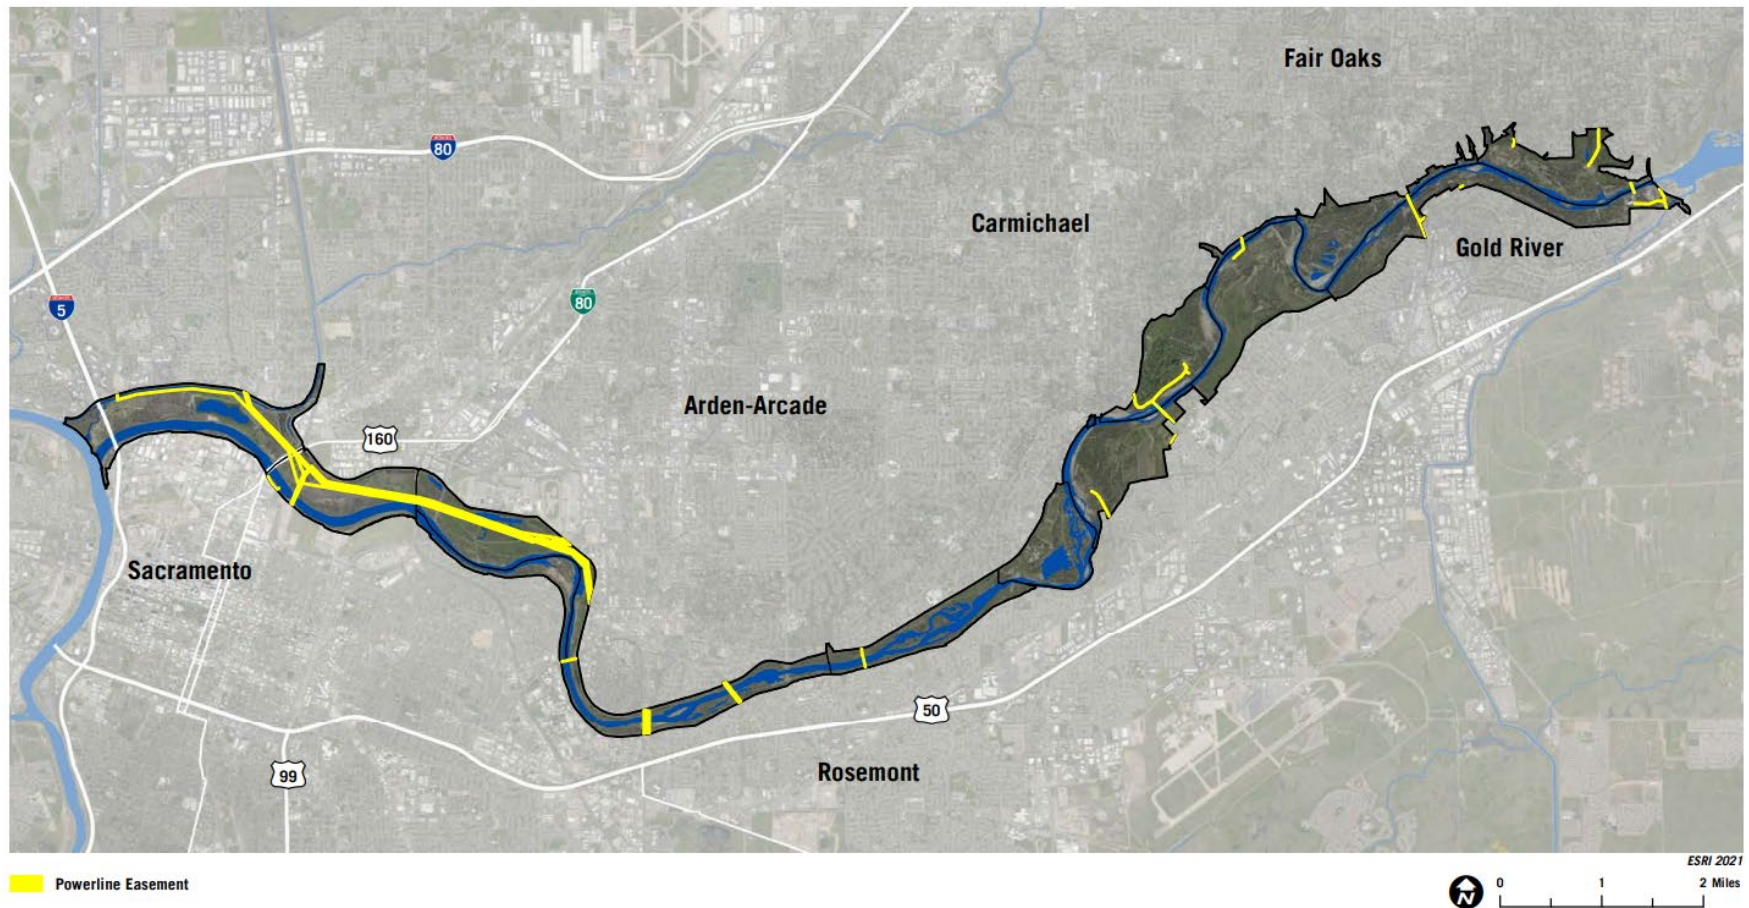 Fair Oaks
80
Carmichael
Gold River
5
80
Arden-Arcade
160
Sacramento
50
99
Rosemont
ESRI 2021
Powerline Easement
N
0 1 2 Miles